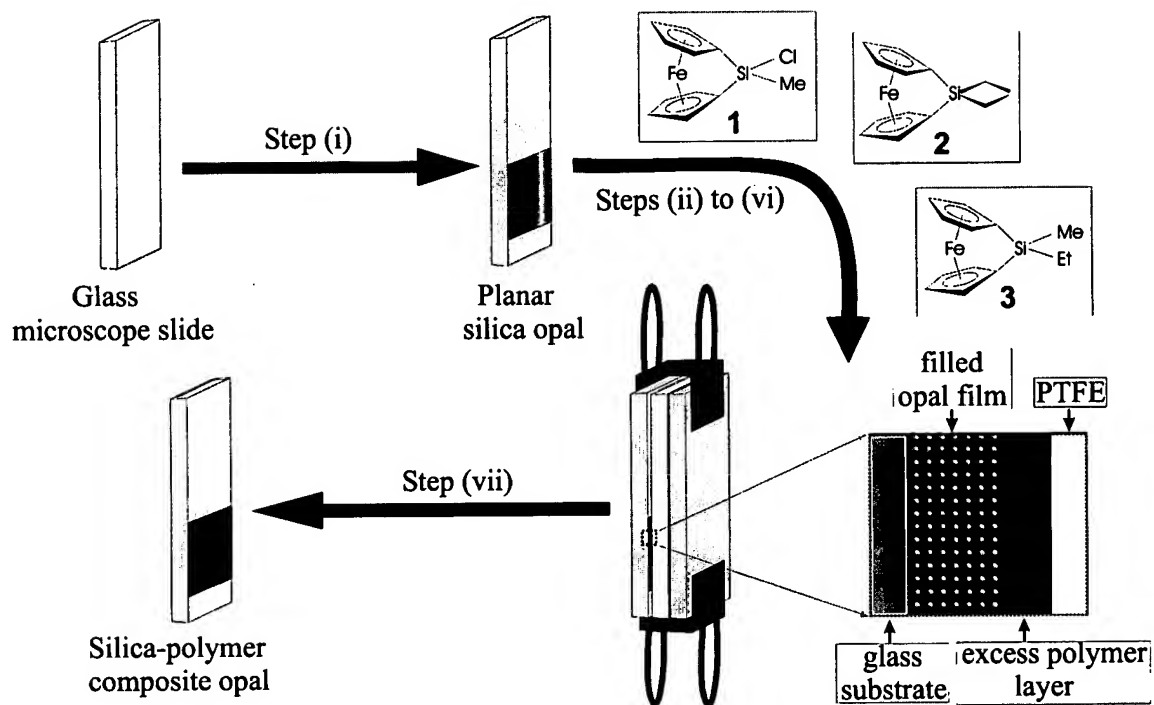 Step (i)
Glass
microscope slide
Planar
silica opal
Steps (ii) to (vi)
Fe
Si
Cl
Me
1
Fe
Si
2
Fe
Si
Me
Et
3
filled
opal film
PTFE
Step (vii)
Silica-polymer
composite opal
glass
substrate
excess polymer
layer